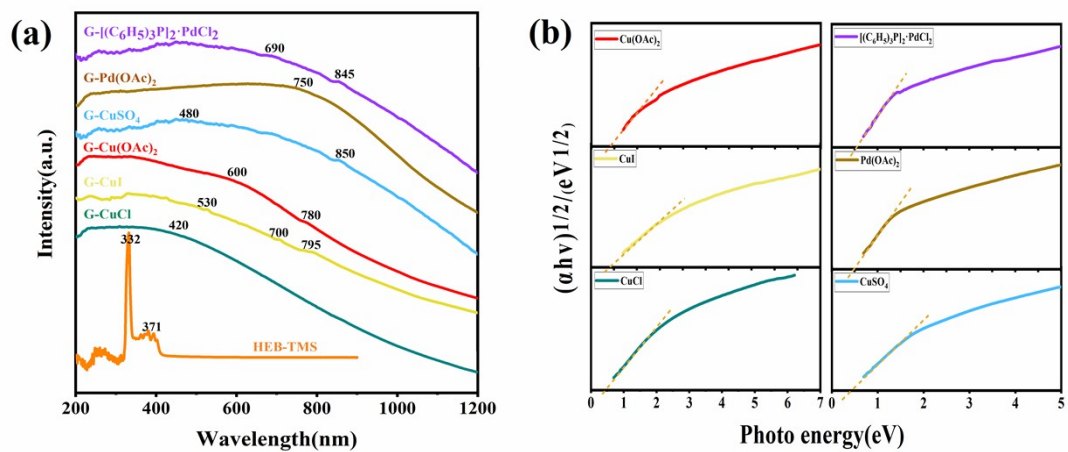 (a)
G-[(C6H5)3P]2·PdCl2
690
845
G-Pd(OAc)2
750
G-CuSO4
480
850
G-Cu(OAc)2
600
780
G-CuI
530
700
795
G-CuCl
420
332
371
HEB-TMS
Intensity(a.u.)
200 400 600 800 1000 1200
Wavelength(nm)
(b)
Cu(OAc)2
[(C6H5)3P]2·PdCl2
CuI
Pd(OAc)2
CuCl
CuSO4
(αhν)1/2/(eV1/2)
0 1 2 3 4 5 6 7
0 1 2 3 4 5
Photo energy(eV)